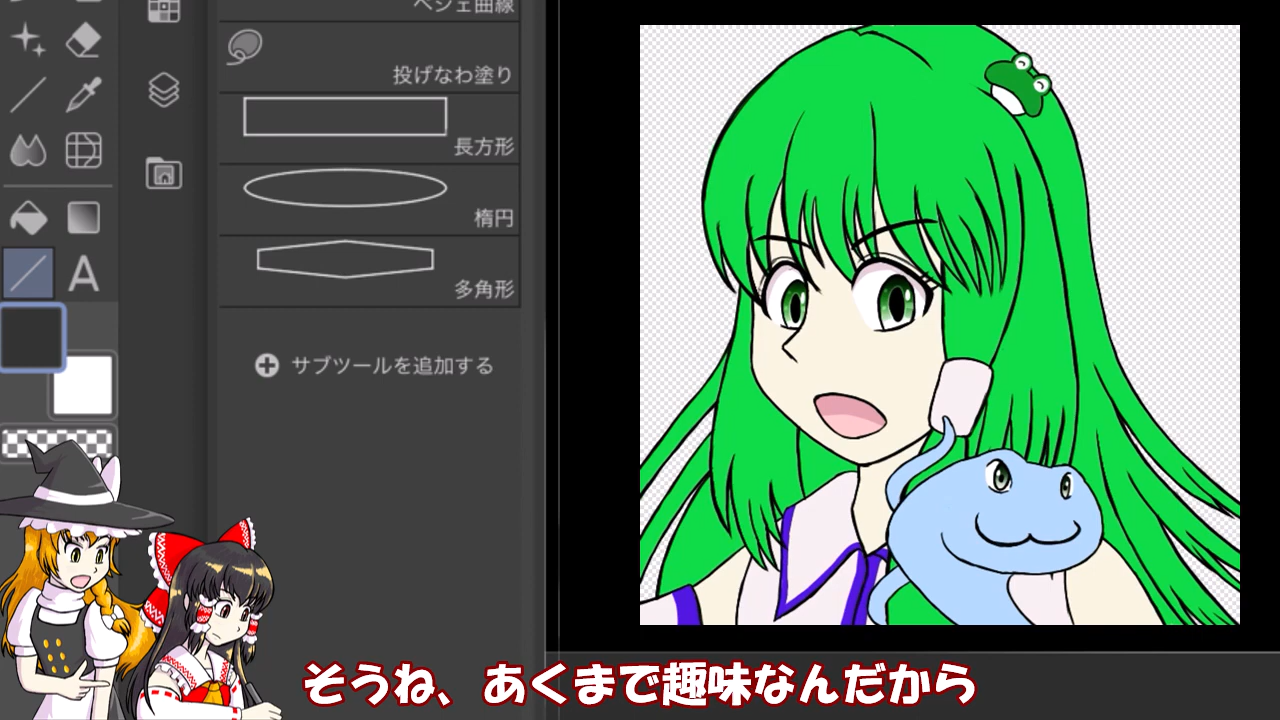 ベジェ曲線
投げなわ塗り
長方形
楕円
多角形
サブツールを追加する
A
そうね、あくまで趣味なんだから